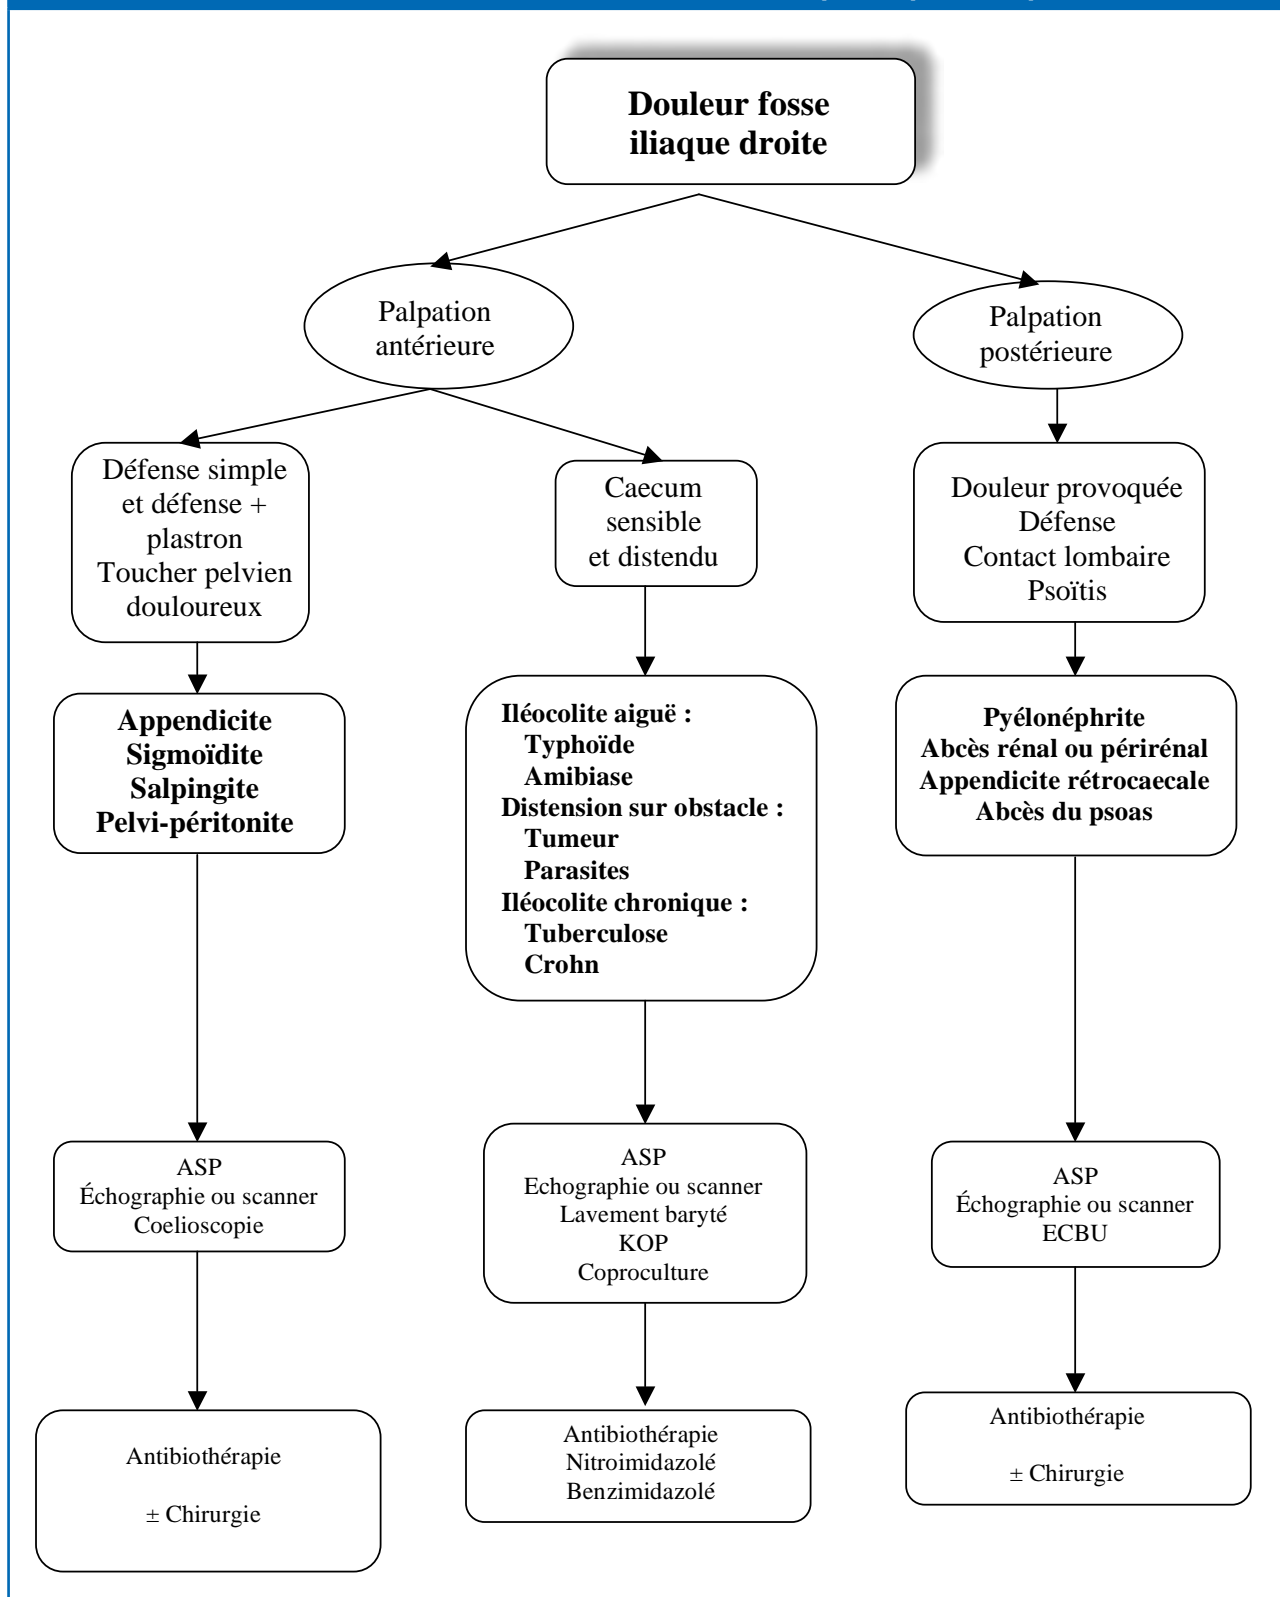 Douleur fosse
iliaque droite
Palpation
antérieure
Palpation
postérieure
Défense simple
et défense +
plastron
Toucher pelvien
douloureux
Caecum
sensible
et distendu
Douleur provoquée
Défense
Contact lombaire
Psoïtis
Appendicite
Sigmoïdite
Salpingite
Pelvi-péritonite
Iléocolite aiguë :
Typhoïde
Amibiase
Distension sur obstacle :
Tumeur
Parasites
Iléocolite chronique :
Tuberculose
Crohn
Pyélonéphrite
Abcès rénal ou périrénal
Appendicite rétrocaecale
Abcès du psoas
ASP
Échographie ou scanner
Coelioscopie
ASP
Echographie ou scanner
Lavement baryté
KOP
Coproculture
ASP
Échographie ou scanner
ECBU
Antibiothérapie
± Chirurgie
Antibiothérapie
Nitroimidazolé
Benzimidazolé
Antibiothérapie
± Chirurgie